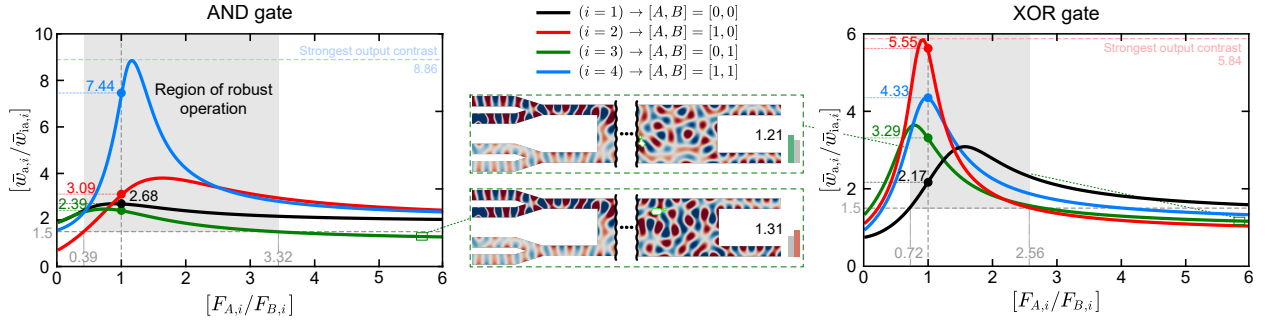 AND gate
10
8
6
4
2
0
1.5
[w̄a,i/w̄ia,i]
Strongest output contrast
8.86
7.44
Region of robust
operation
3.09
2.68
2.39
0.39
3.32
0 1 2 3 4 5 6
[FA,i/FB,i]
(i = 1) → [A, B] = [0, 0]
(i = 2) → [A, B] = [1, 0]
(i = 3) → [A, B] = [0, 1]
(i = 4) → [A, B] = [1, 1]
1.21
1.31
XOR gate
6
4
2
0
1.5
[w̄a,i/w̄ia,i]
5.55
Strongest output contrast
5.84
4.33
3.29
2.17
0.72
2.56
0 1 2 3 4 5 6
[FA,i/FB,i]